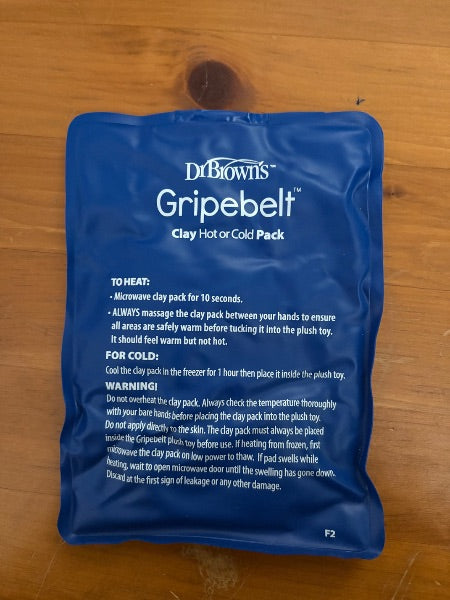 Dr Brown's™
Gripebelt™
Clay Hot or Cold Pack
TO HEAT:
• Microwave clay pack for 10 seconds.
• ALWAYS massage the clay pack between your hands to ensure
all areas are safely warm before tucking it into the plush toy.
It should feel warm but not hot.
FOR COLD:
Cool the clay pack in the freezer for 1 hour then place it inside the plush toy.
WARNING!
Do not overheat the clay pack. Always check the temperature thoroughly
with your bare hands before placing the clay pack into the plush toy.
Do not apply directly to the skin. The clay pack must always be placed
inside the Gripebelt plush toy before use. If heating from frozen, first
microwave the clay pack on low power to thaw. If pad swells while
heating, wait to open microwave door until the swelling has gone down.
Discard at the first sign of leakage or any other damage.
F2